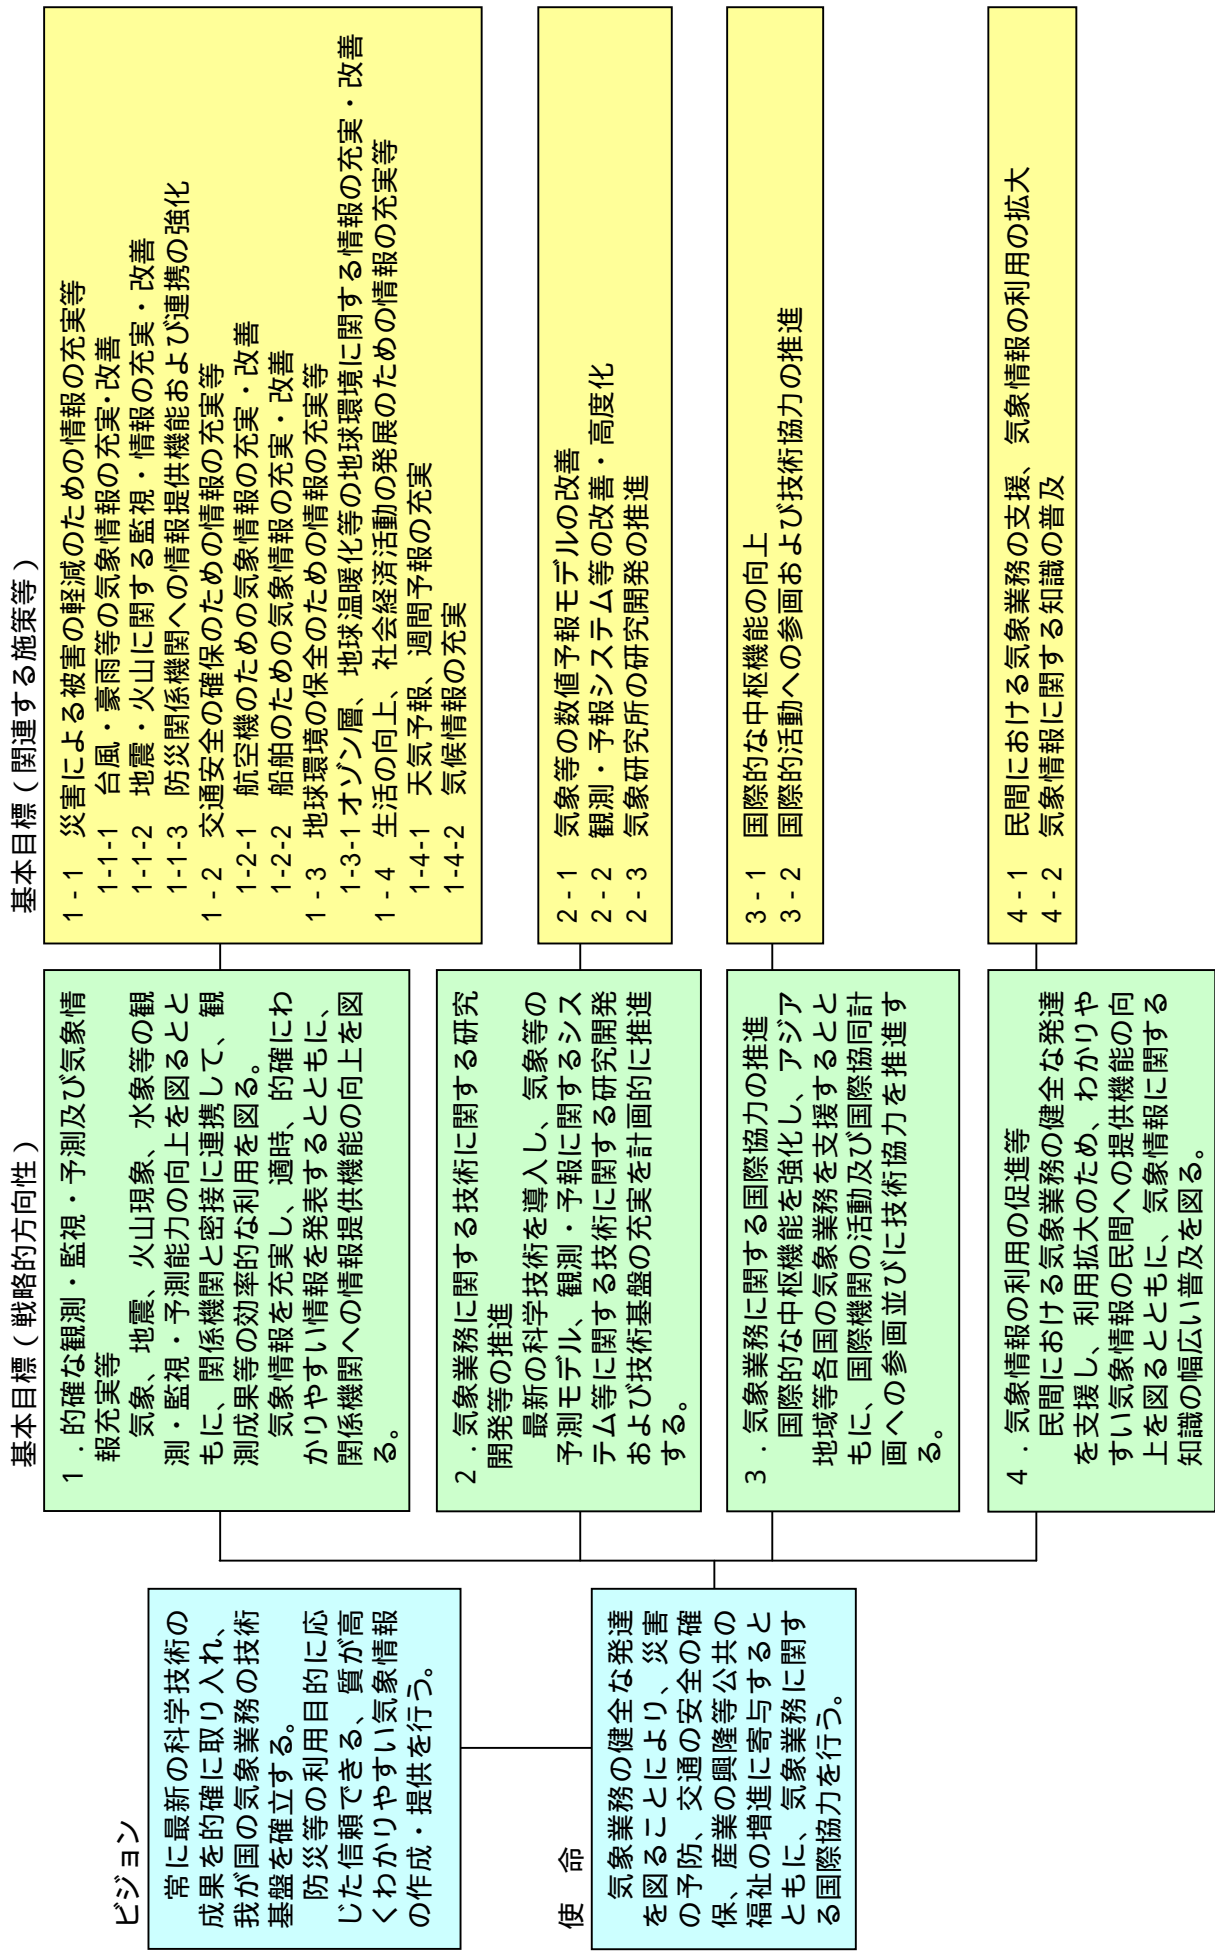 ビジョン
常に最新の科学技術の
成果を的確に取り入れ、
我が国の気象業務の技術
基盤を確立する。
防災等の利用目的に応
じた信頼できる、質が高
くわかりやすい気象情報
の作成・提供を行う。
使　命
気象業務の健全な発達
を図ることにより、災害
の予防、交通の安全の確
保、産業の興隆等公共の
福祉の増進に寄与すると
ともに、気象業務に関す
る国際協力を行う。
基本目標（戦略的方向性）
1．的確な観測・監視・予測及び気象情
報充実等
気象、地震、火山現象、水象等の観
測・監視・予測能力の向上を図るとと
もに、関係機関と密接に連携して、観
測成果等の効率的な利用を図る。
気象情報を充実し、適時、的確にわ
かりやすい情報を発表するとともに、
関係機関への情報提供機能の向上を図
る。
2．気象業務に関する技術に関する研究
開発等の推進
最新の科学技術を導入し、気象等の
予測モデル、観測・予報に関するシス
テム等に関する技術に関する研究開発
および技術基盤の充実を計画的に推進
する。
3．気象業務に関する国際協力の推進
国際的な中枢機能を強化し、アジア
地域等各国の気象業務を支援するとと
もに、国際機関の活動及び国際協同計
画への参画並びに技術協力を推進す
る。
4．気象情報の利用の促進等
民間における気象業務の健全な発達
を支援し、利用拡大のため、わかりや
すい気象情報の民間への提供機能の向
上を図るとともに、気象情報に関する
知識の幅広い普及を図る。
基本目標（関連する施策等）
1-1　災害による被害の軽減のための情報の充実等
1-1-1　台風・豪雨等の気象情報の充実・改善
1-1-2　地震・火山に関する監視・情報の充実・改善
1-1-3　防災関係機関への情報提供機能および連携の強化
1-2　交通安全の確保のための情報の充実等
1-2-1　航空機のための気象情報の充実・改善
1-2-2　船舶のための気象情報の充実・改善
1-3　地球環境の保全のための情報の充実等
1-3-1 オゾン層、地球温暖化等の地球環境に関する情報の充実・改善
1-4　生活の向上、社会経済活動の発展のための情報の充実等
1-4-1　天気予報、週間予報の充実
1-4-2　気候情報の充実
2-1　気象等の数値予報モデルの改善
2-2　観測・予報システム等の改善・高度化
2-3　気象研究所の研究開発の推進
3-1　国際的な中枢機能の向上
3-2　国際的活動への参画および技術協力の推進
4-1　民間における気象業務の支援、気象情報の利用の拡大
4-2　気象情報に関する知識の普及